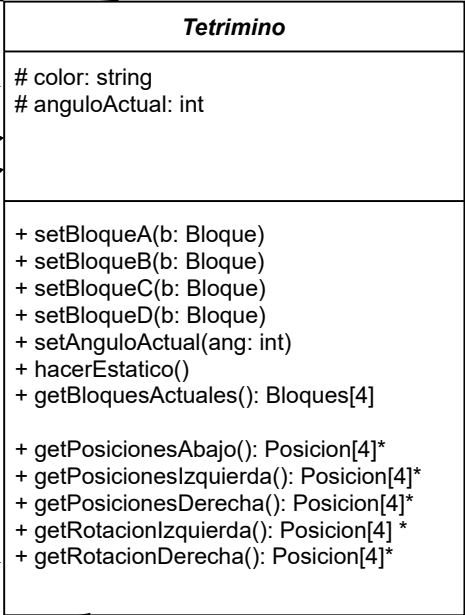 Tetrimino
# color: string
# anguloActual: int
+ setBloqueA(b: Bloque)
+ setBloqueB(b: Bloque)
+ setBloqueC(b: Bloque)
+ setBloqueD(b: Bloque)
+ setAnguloActual(ang: int)
+ hacerEstatico()
+ getBloquesActuales(): Bloques[4]
+ getPosicionesAbajo(): Posicion[4]*
+ getPosicionesIzquierda(): Posicion[4]*
+ getPosicionesDerecha(): Posicion[4]*
+ getRotacionIzquierda(): Posicion[4] *
+ getRotacionDerecha(): Posicion[4]*